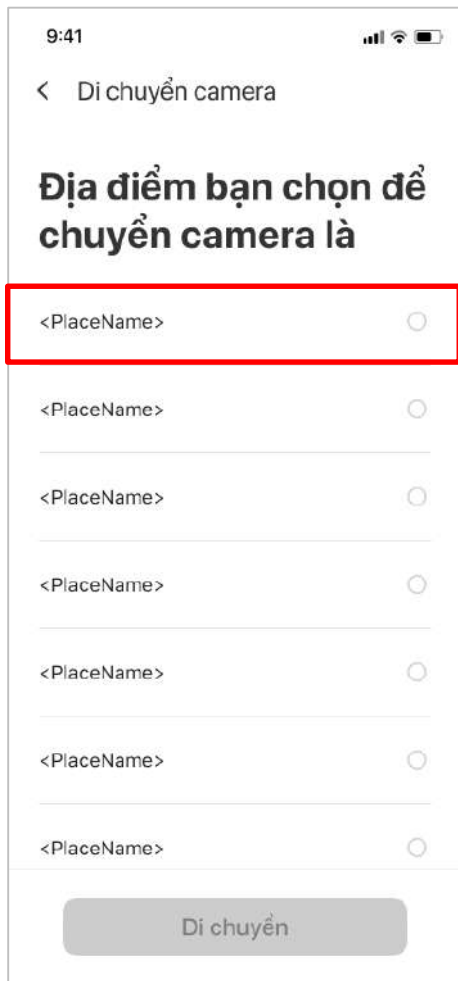 9:41
Di chuyển camera
Địa điểm bạn chọn để
chuyển camera là
<PlaceName>
<PlaceName>
<PlaceName>
<PlaceName>
<PlaceName>
<PlaceName>
<PlaceName>
Di chuyển